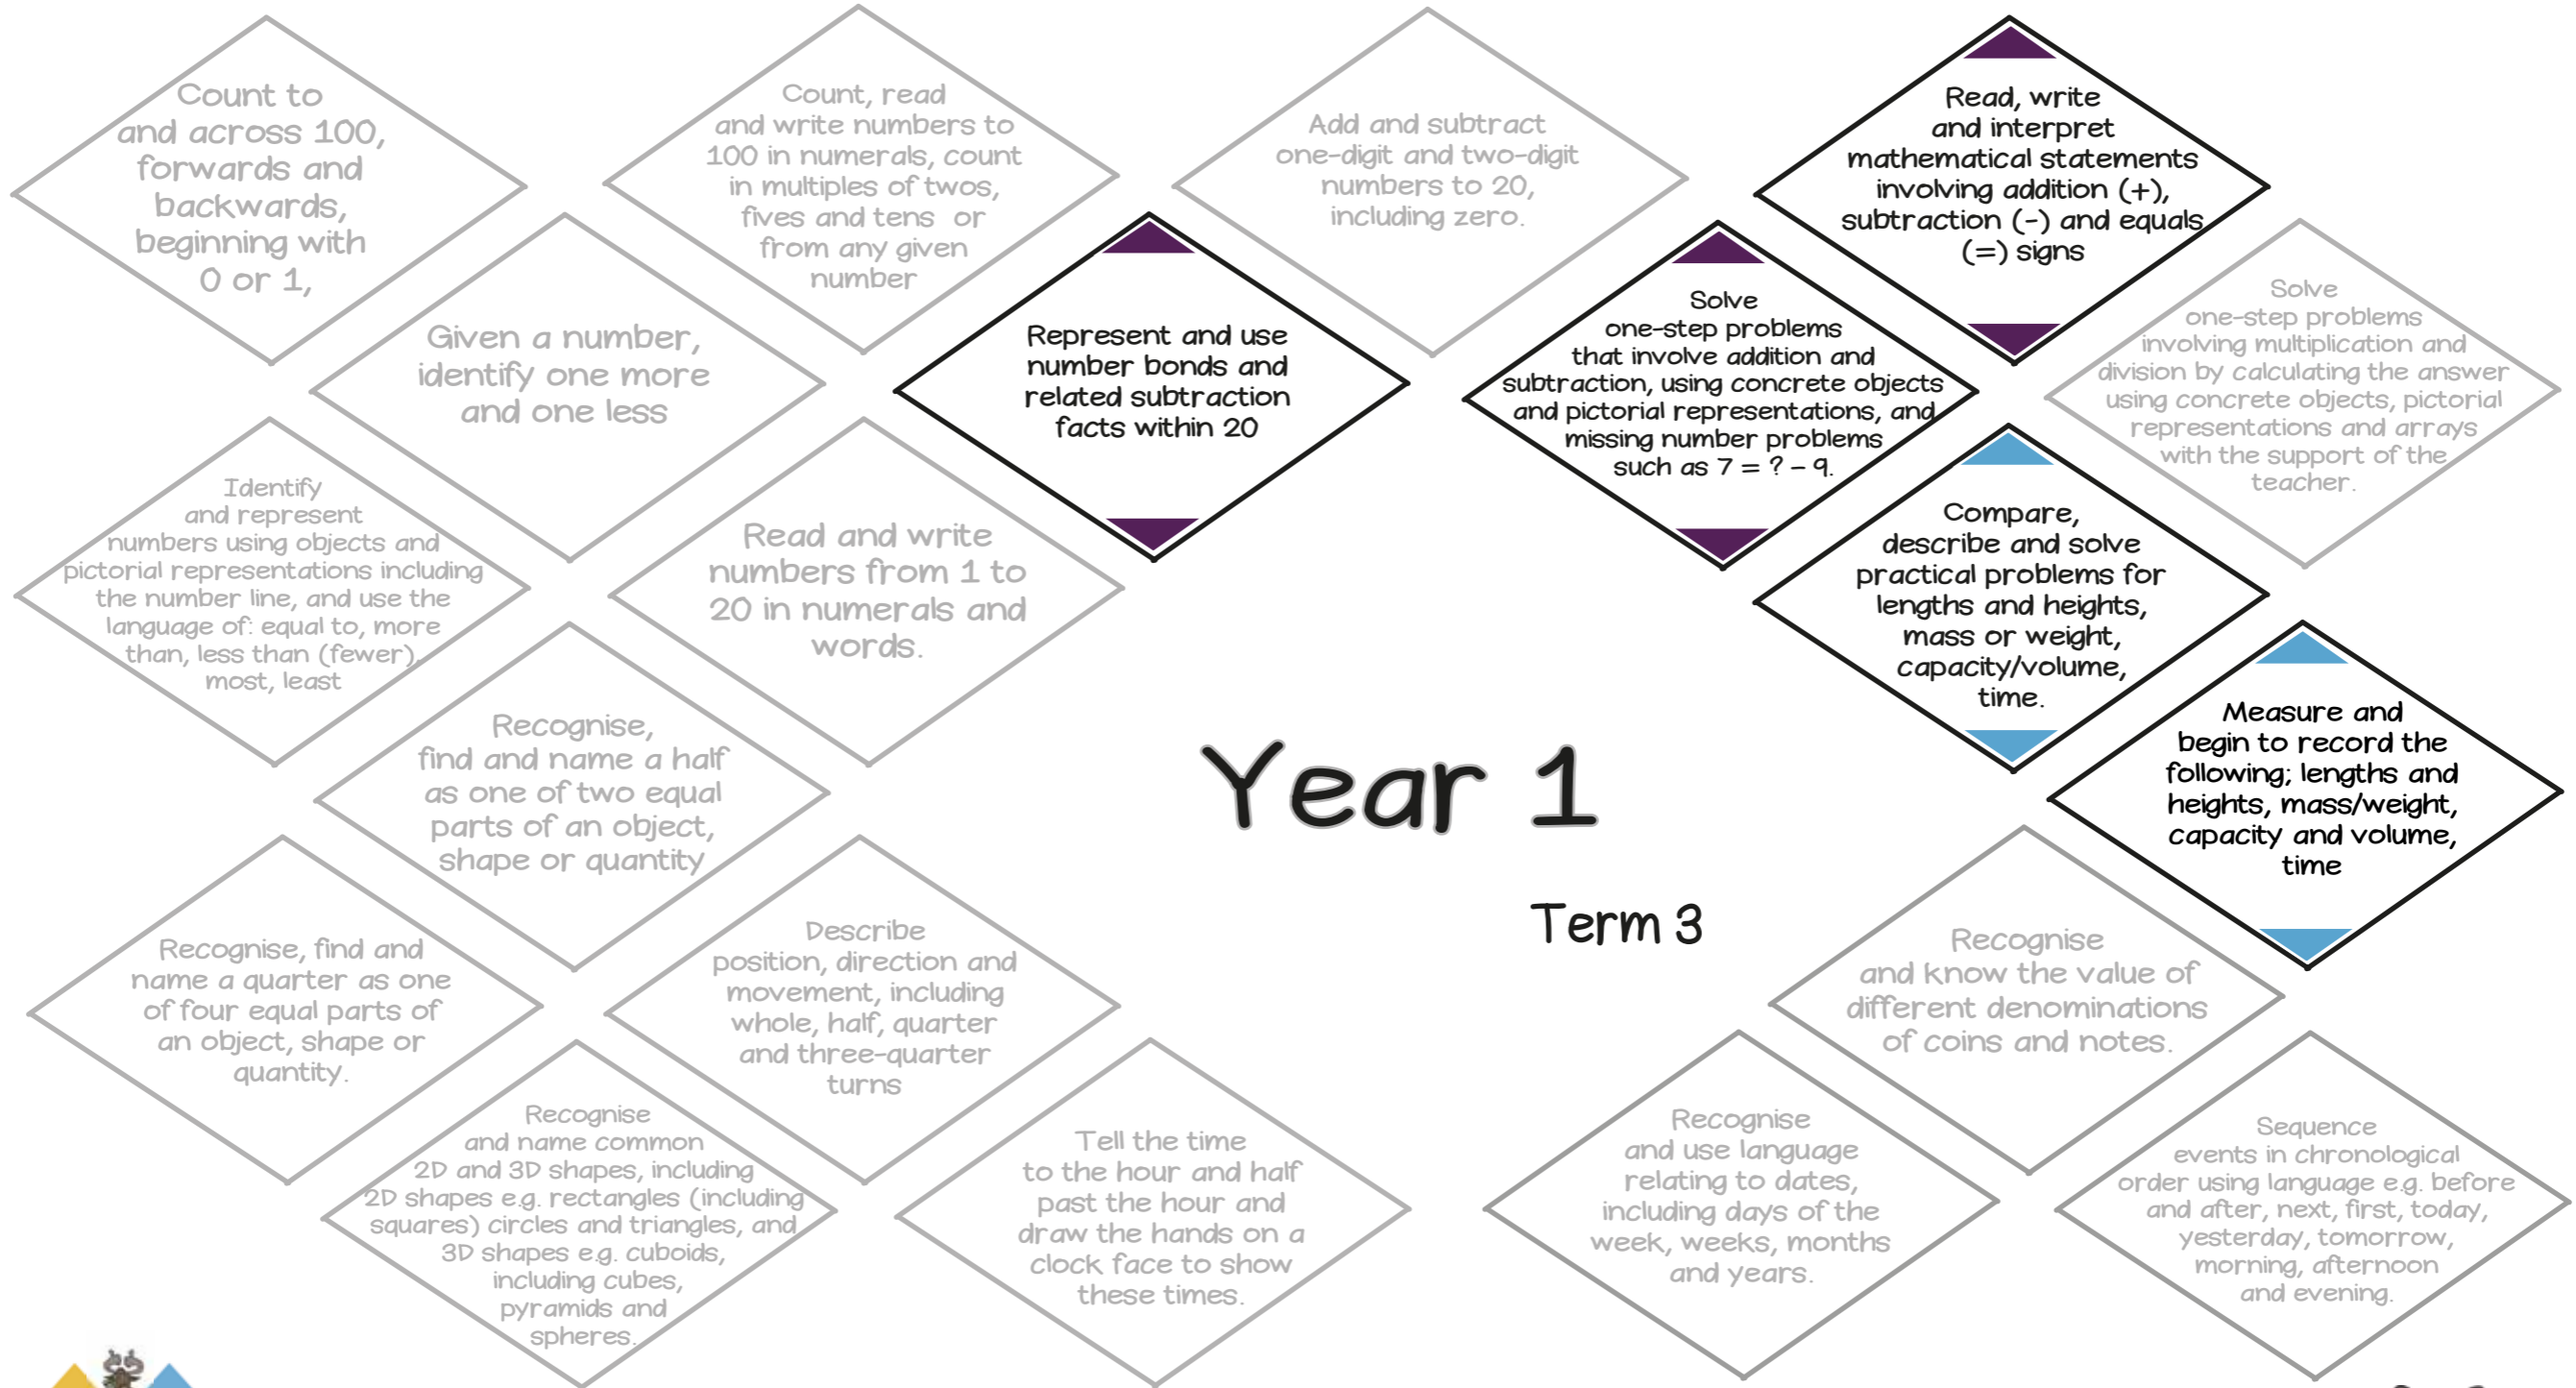 Count to
and across 100,
forwards and
backwards,
beginning with
0 or 1,
Count, read
and write numbers to
100 in numerals, count
in multiples of twos,
fives and tens or
from any given
number
Add and subtract
one-digit and two-digit
numbers to 20,
including zero.
Read, write
and interpret
mathematical statements
involving addition (+),
subtraction (-) and equals
(=) signs
Given a number,
identify one more
and one less
Represent and use
number bonds and
related subtraction
facts within 20
Solve
one-step problems
that involve addition and
subtraction, using concrete objects
and pictorial representations, and
missing number problems
such as 7 = ? – 9.
Solve
one-step problems
involving multiplication and
division by calculating the answer
using concrete objects, pictorial
representations and arrays
with the support of the
teacher.
Identify
and represent
numbers using objects and
pictorial representations including
the number line, and use the
language of: equal to, more
than, less than (fewer),
most, least
Read and write
numbers from 1 to
20 in numerals and
words.
Compare,
describe and solve
practical problems for
lengths and heights,
mass or weight,
capacity/volume,
time.
Recognise,
find and name a half
as one of two equal
parts of an object,
shape or quantity
Year 1
Term 3
Measure and
begin to record the
following; lengths and
heights, mass/weight,
capacity and volume,
time
Recognise, find and
name a quarter as one
of four equal parts of
an object, shape or
quantity.
Describe
position, direction and
movement, including
whole, half, quarter
and three-quarter
turns
Recognise
and know the value of
different denominations
of coins and notes.
Recognise
and name common
2D and 3D shapes, including
2D shapes e.g. rectangles (including
squares) circles and triangles, and
3D shapes e.g. cuboids,
including cubes,
pyramids and
spheres.
Tell the time
to the hour and half
past the hour and
draw the hands on a
clock face to show
these times.
Recognise
and use language
relating to dates,
including days of the
week, weeks, months
and years.
Sequence
events in chronological
order using language e.g. before
and after, next, first, today,
yesterday, tomorrow,
morning, afternoon
and evening.